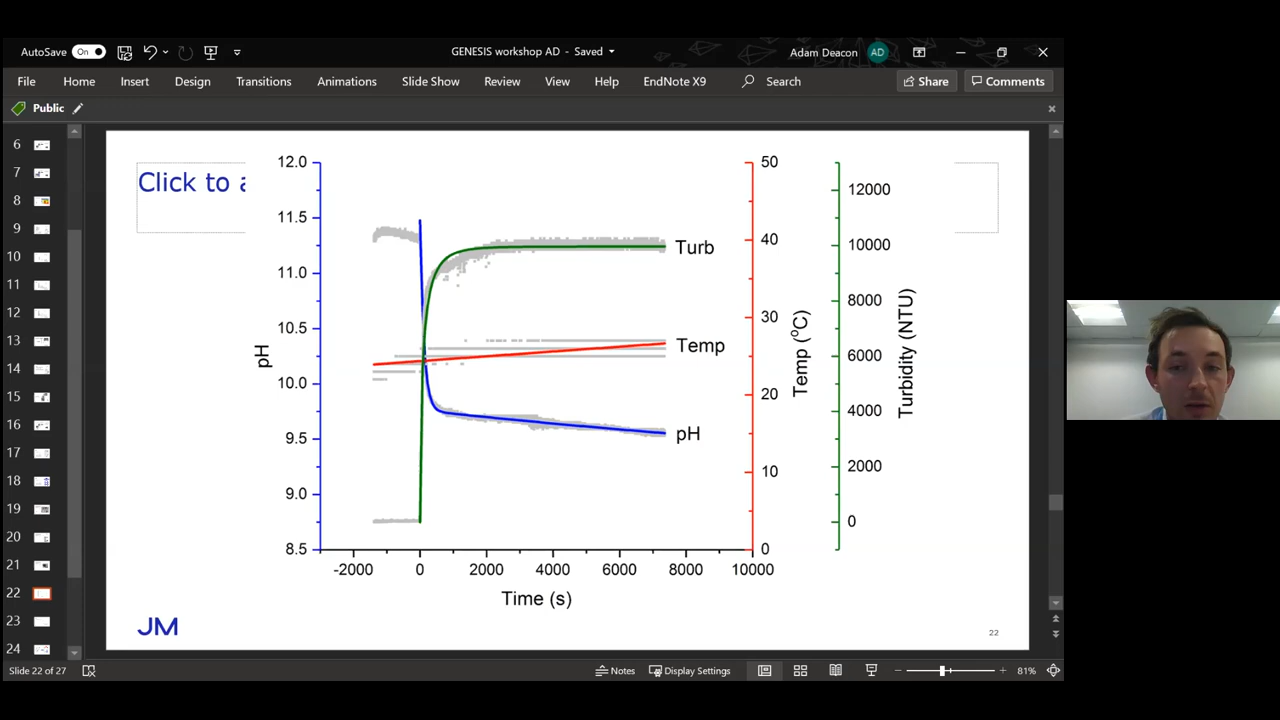 AutoSave On GENESIS workshop AD - Saved Adam Deacon AD
File Home Insert Design Transitions Animations Slide Show Review View Help EndNote X9 Search Share Comments
Public
6
7
8
9
10
11
12
13
14
15
16
17
18
19
20
21
22
23
24
Click to a
12.0
11.5
11.0
10.5
10.0
9.5
9.0
8.5
pH
Turb
Temp
pH
50
40
30
20
10
0
Temp (°C)
12000
10000
8000
6000
4000
2000
0
Turbidity (NTU)
-2000 0 2000 4000 6000 8000 10000
Time (s)
JM
22
Slide 22 of 27 Notes Display Settings 81%